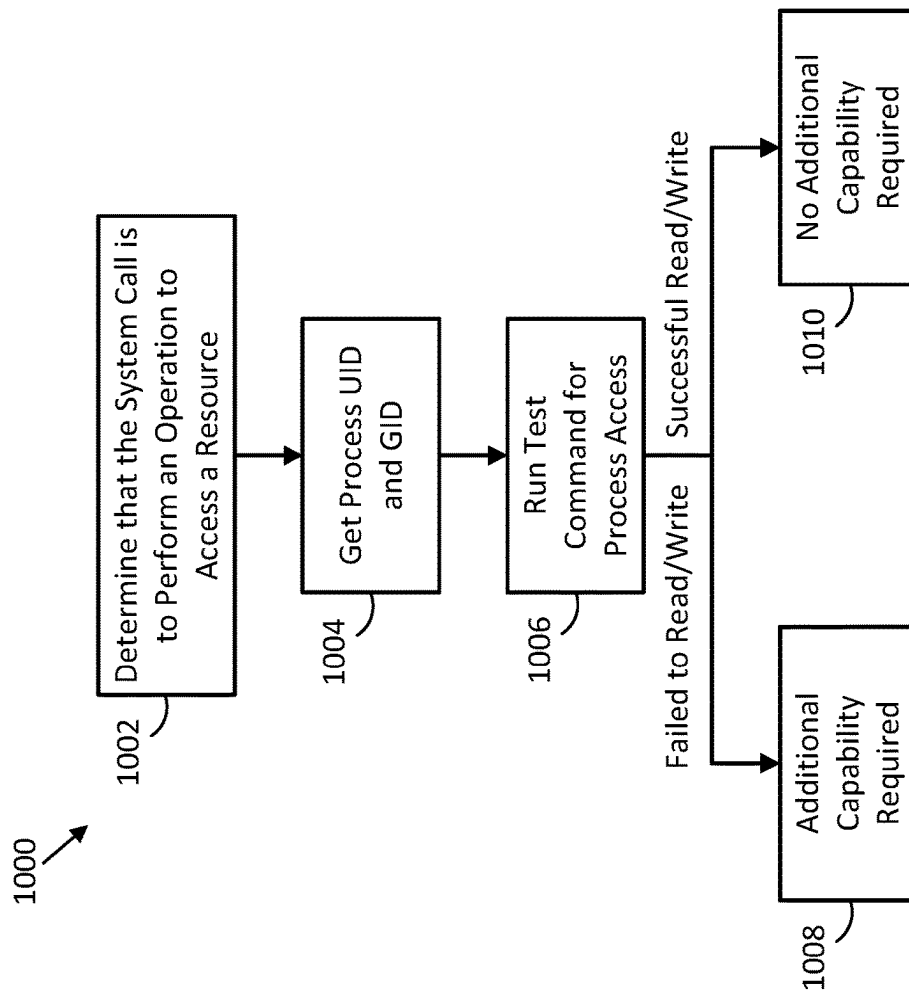 1000
1002
Determine that the System Call is
to Perform an Operation to
Access a Resource
1004
Get Process UID
and GID
1006
Run Test
Command for
Process Access
Failed to Read/Write
Successful Read/Write
1008
Additional
Capability
Required
1010
No Additional
Capability
Required